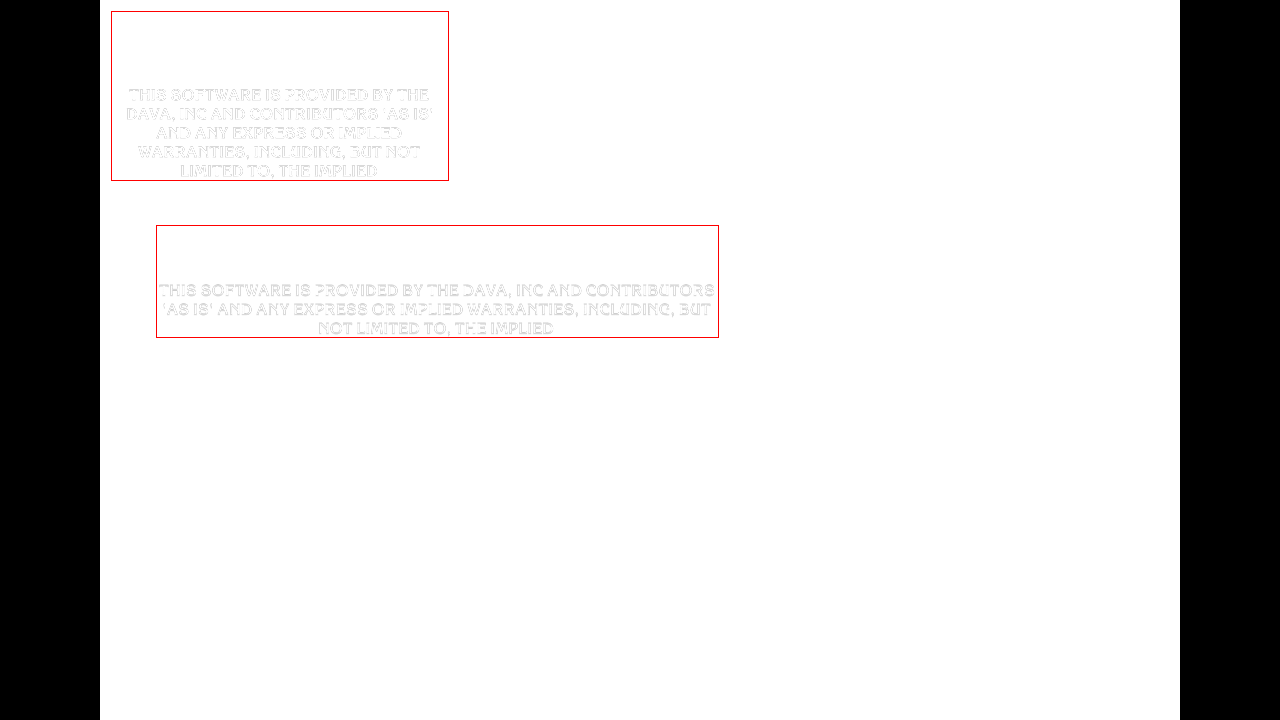 THIS SOFTWARE IS PROVIDED BY THE
DAVA, INC AND CONTRIBUTORS 'AS IS'
AND ANY EXPRESS OR IMPLIED
WARRANTIES, INCLUDING, BUT NOT
LIMITED TO, THE IMPLIED
THIS SOFTWARE IS PROVIDED BY THE DAVA, INC AND CONTRIBUTORS
'AS IS' AND ANY EXPRESS OR IMPLIED WARRANTIES, INCLUDING, BUT
NOT LIMITED TO, THE IMPLIED